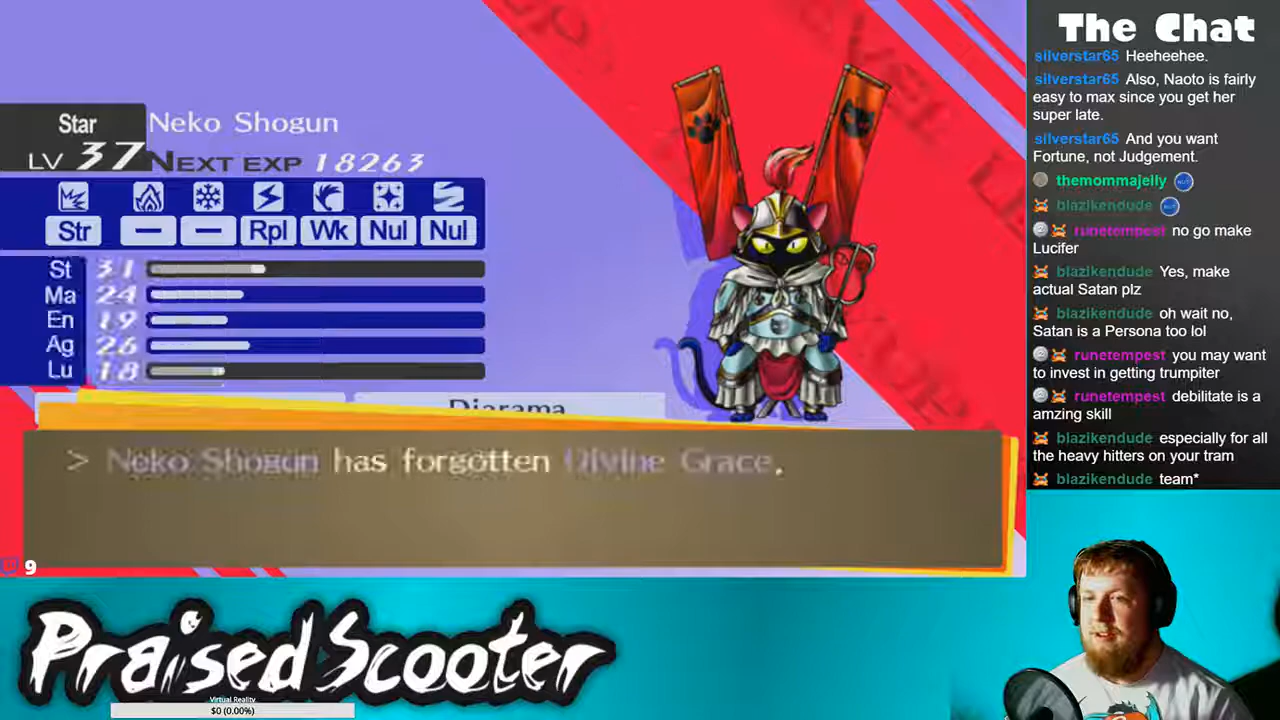 Star
Neko Shogun
LV 37 NEXT EXP 18263
Str — — Rpl Wk Nul Nul
St 31
Ma 24
En 19
Ag 26
Lu 18
Diarama
> Neko Shogun has forgotten Divine Grace.
9
Praised Scooter
Virtual Reality
$0 (0.00%)
The Chat
silverstar65 Heeheehee.
silverstar65 Also, Naoto is fairly
easy to max since you get her
super late.
silverstar65 And you want
Fortune, not Judgement.
themommajelly
blazikendude
runetempest no go make
Lucifer
blazikendude Yes, make
actual Satan plz
blazikendude oh wait no,
Satan is a Persona too lol
runetempest you may want
to invest in getting trumpiter
runetempest debilitate is a
amzing skill
blazikendude especially for all
the heavy hitters on your tram
blazikendude team*